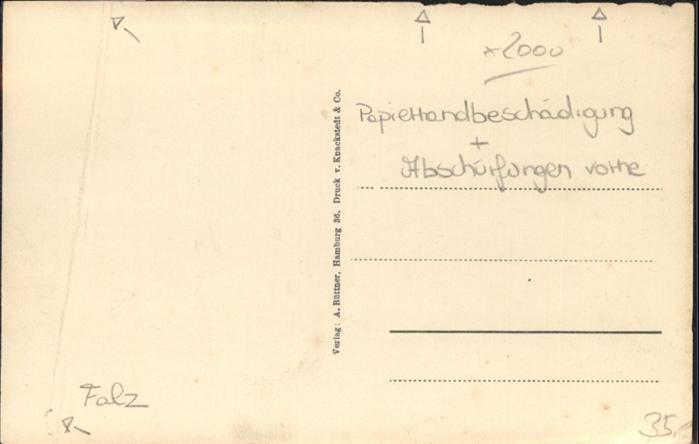 x2000
Papierrandbeschädigung
+
Abschürfungen vorne
Verlag: A. Büttner, Hamburg 36. Druck v. Knackstedt & Co.
Falz
35,-